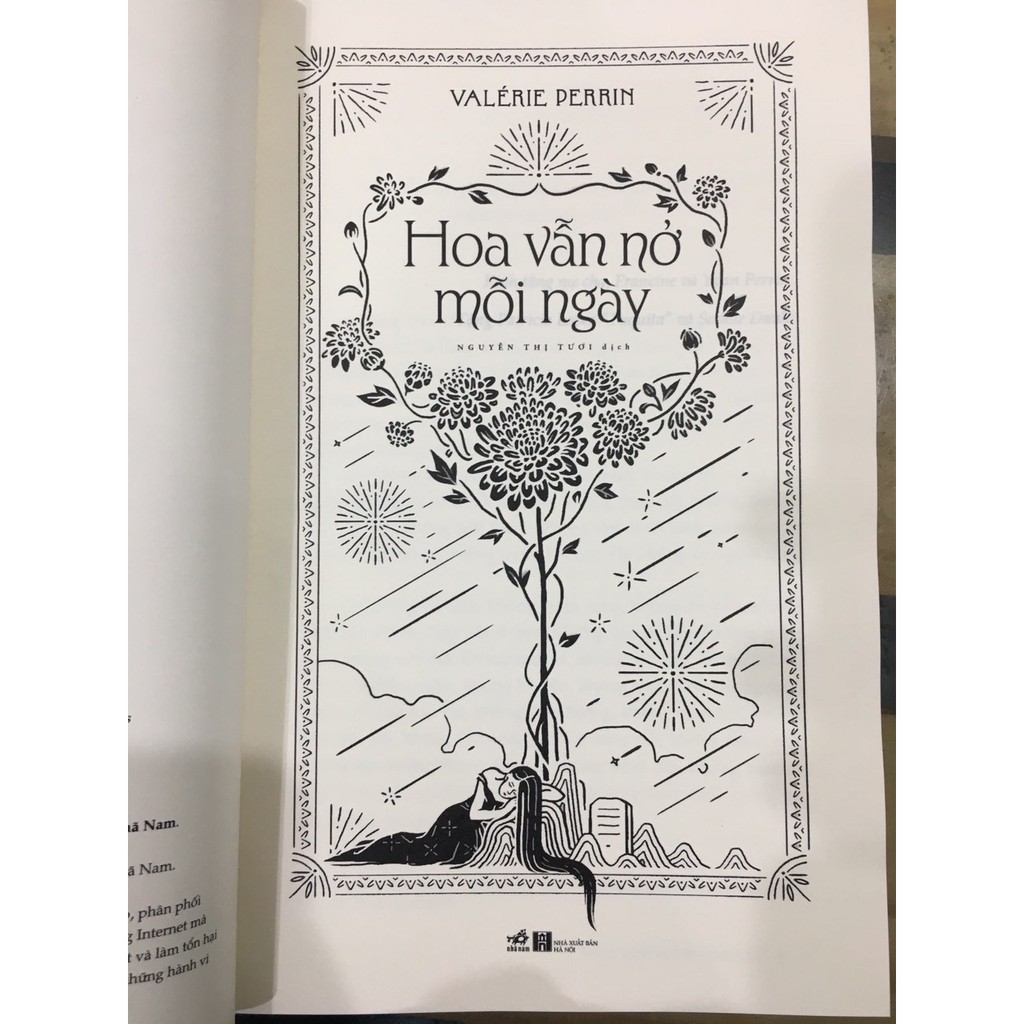 VALÉRIE PERRIN
Hoa vẫn nở
mỗi ngày
NGUYỄN THỊ TƯƠI dịch
nhã nam
NHÀ XUẤT BẢN
HÀ NỘI
Nam.
Nam.
phân phối
Internet mà
và làm tổn hại
những hành vi